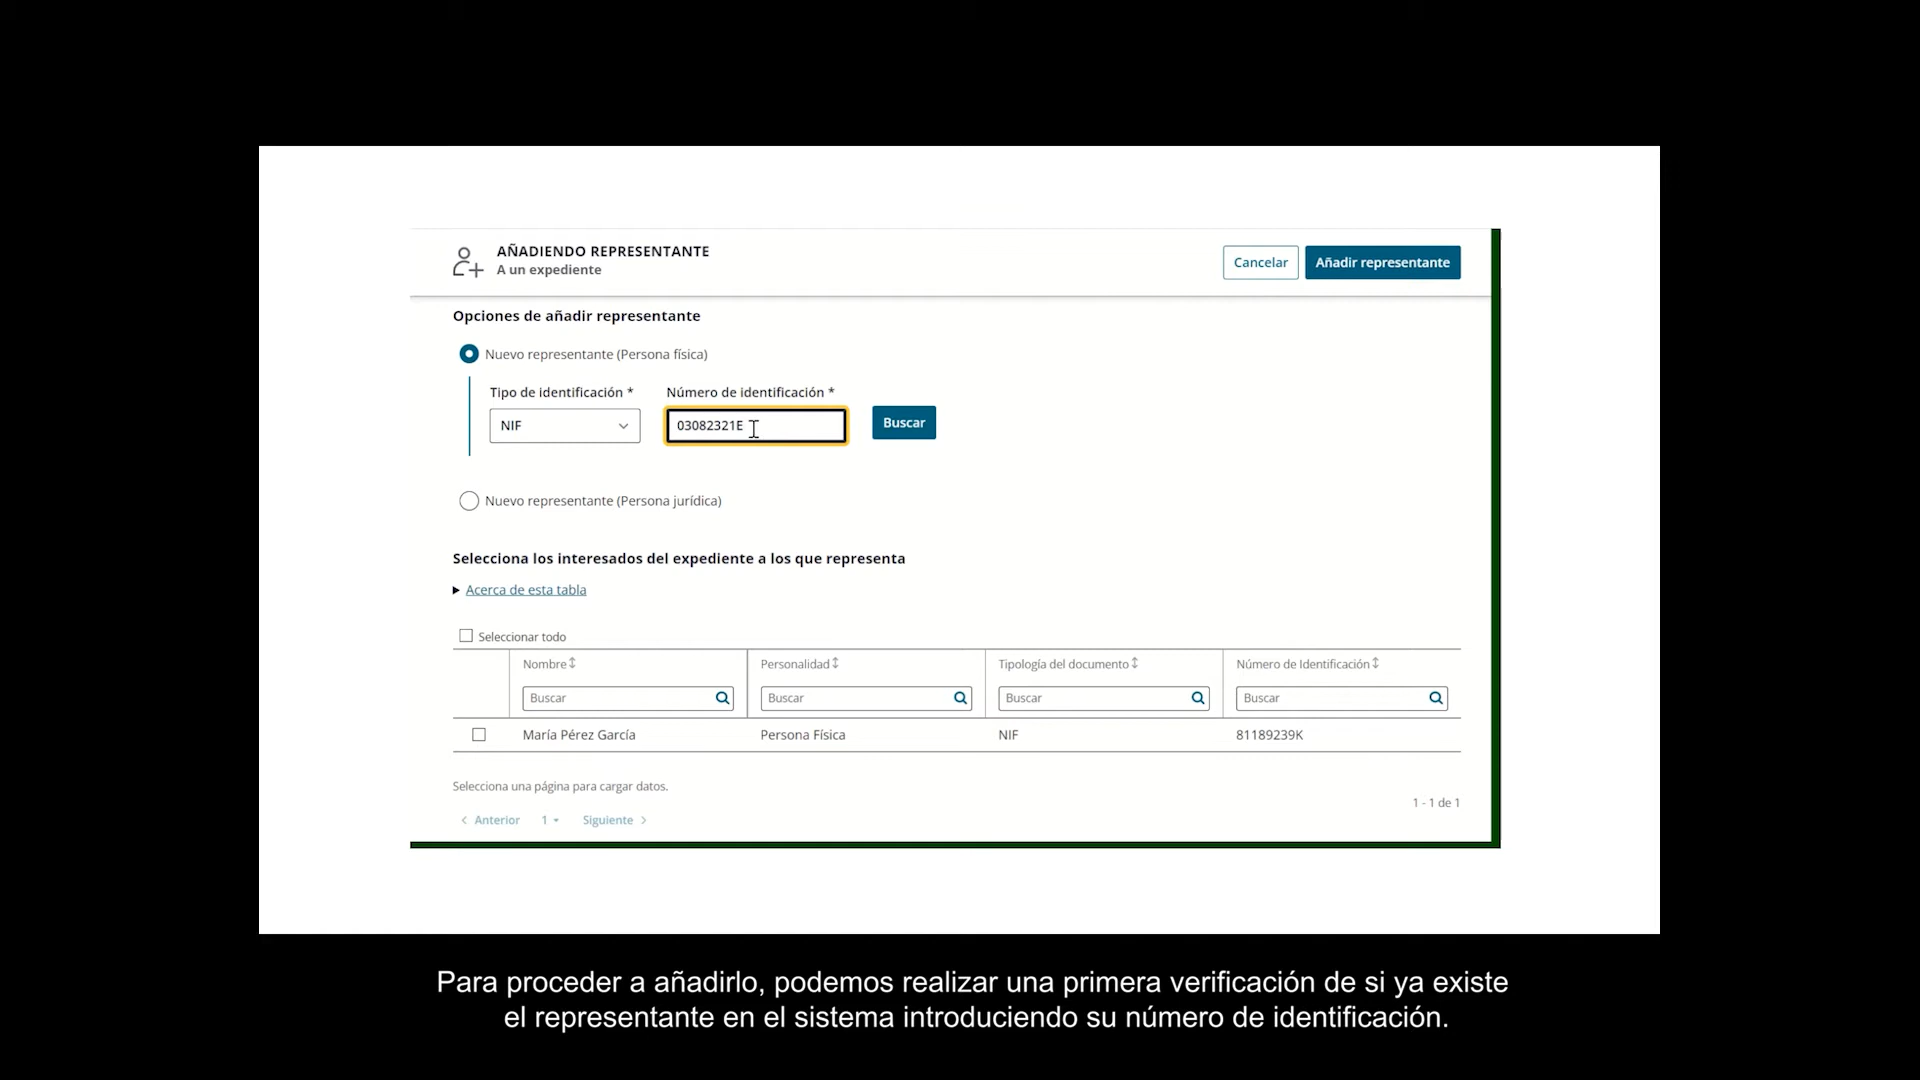 AÑADIENDO REPRESENTANTE
A un expediente
Cancelar
Añadir representante
Opciones de añadir representante
Nuevo representante (Persona física)
Tipo de identificación * Número de identificación *
NIF 03082321E Buscar
Nuevo representante (Persona jurídica)
Selecciona los interesados del expediente a los que representa
Acerca de esta tabla
Seleccionar todo
Nombre Personalidad Tipología del documento Número de Identificación
Buscar Buscar Buscar Buscar
María Pérez García Persona Física NIF 81189239K
Selecciona una página para cargar datos.
1 - 1 de 1
Anterior 1 Siguiente
Para proceder a añadirlo, podemos realizar una primera verificación de si ya existe
el representante en el sistema introduciendo su número de identificación.